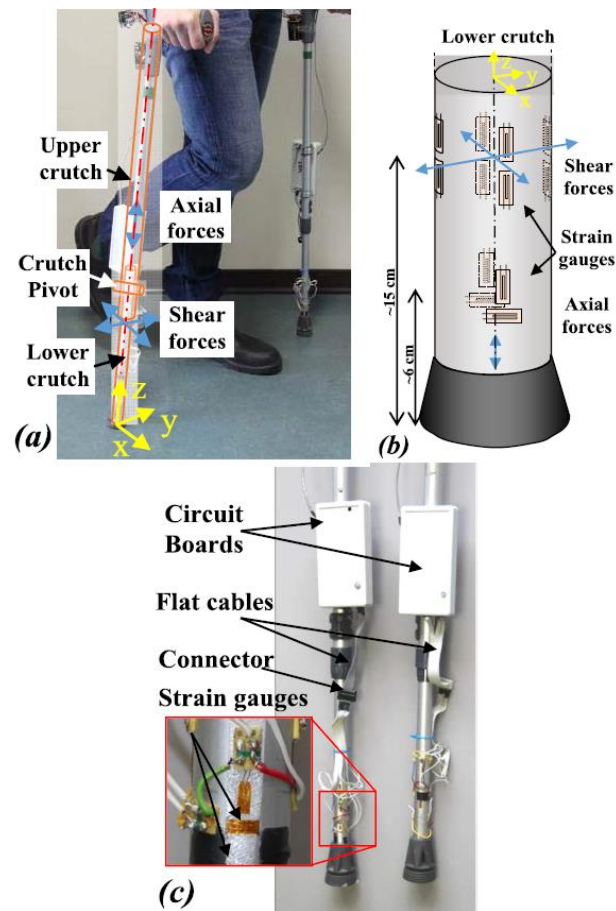 Upper
crutch
Axial
forces
Crutch
Pivot
Shear
forces
Lower
crutch
z
y
x
(a)
Lower crutch
z
y
x
Shear
forces
Strain
gauges
~15 cm
Axial
forces
~6 cm
(b)
Circuit
Boards
Flat cables
Connector
Strain gauges
(c)